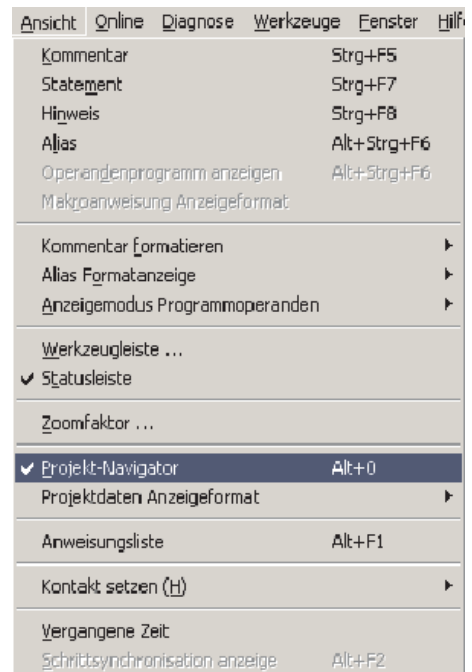 Ansicht Online Diagnose Werkzeuge Fenster Hilf
Kommentar Strg+F5
Statement Strg+F7
Hinweis Strg+F8
Alias Alt+Strg+F6
Operandenprogramm anzeigen Alt+Strg+F6
Makroanweisung Anzeigeformat
Kommentar formatieren
Alias Formatanzeige
Anzeigemodus Programmoperanden
Werkzeugleiste ...
Statusleiste
Zoomfaktor ...
Projekt-Navigator Alt+0
Projektdaten Anzeigeformat
Anweisungsliste Alt+F1
Kontakt setzen (H)
Vergangene Zeit
Schrittsynchronisation anzeige Alt+F2